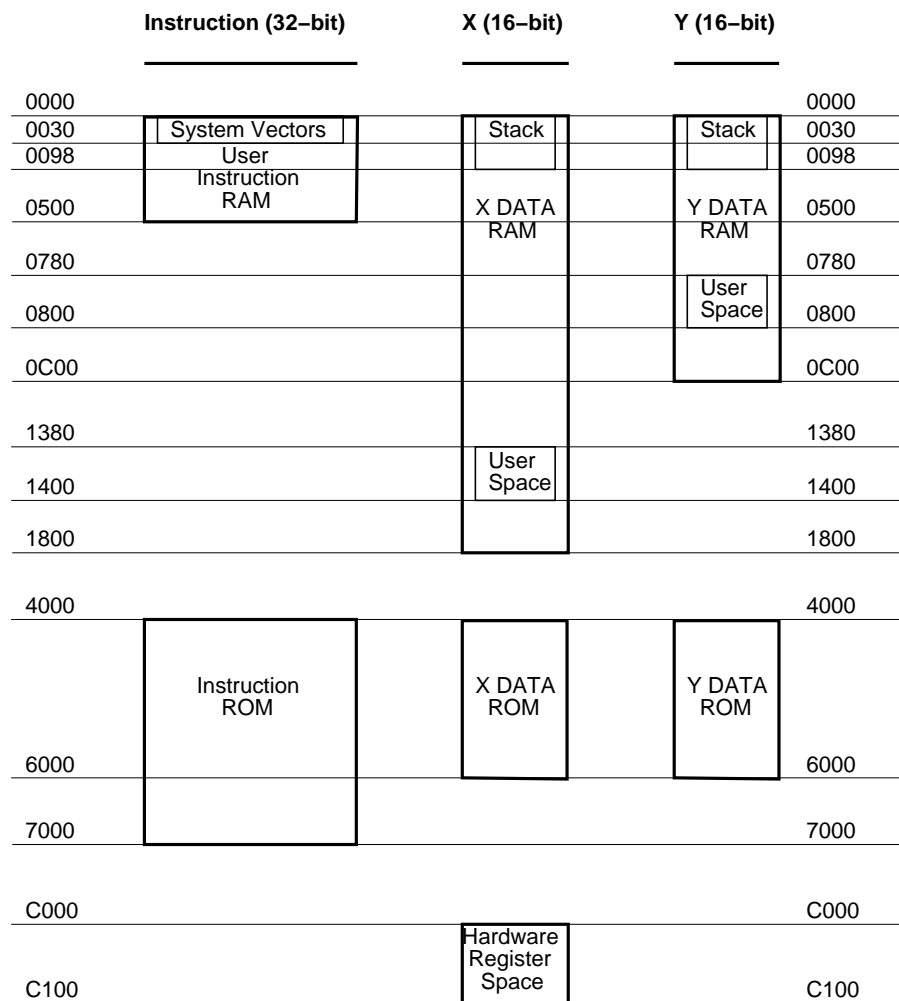 Instruction (32–bit) X (16–bit) Y (16–bit)
0000 0000
System Vectors Stack Stack
0030 0030
0098 User 0098
Instruction
RAM
X DATA Y DATA
0500 0500
RAM RAM
0780 0780
User
Space
0800 0800
0C00 0C00
1380 1380
User
Space
1400 1400
1800 1800
4000 4000
Instruction X DATA Y DATA
ROM ROM ROM
6000 6000
7000 7000
C000 C000
Hardware
Register
Space
C100 C100